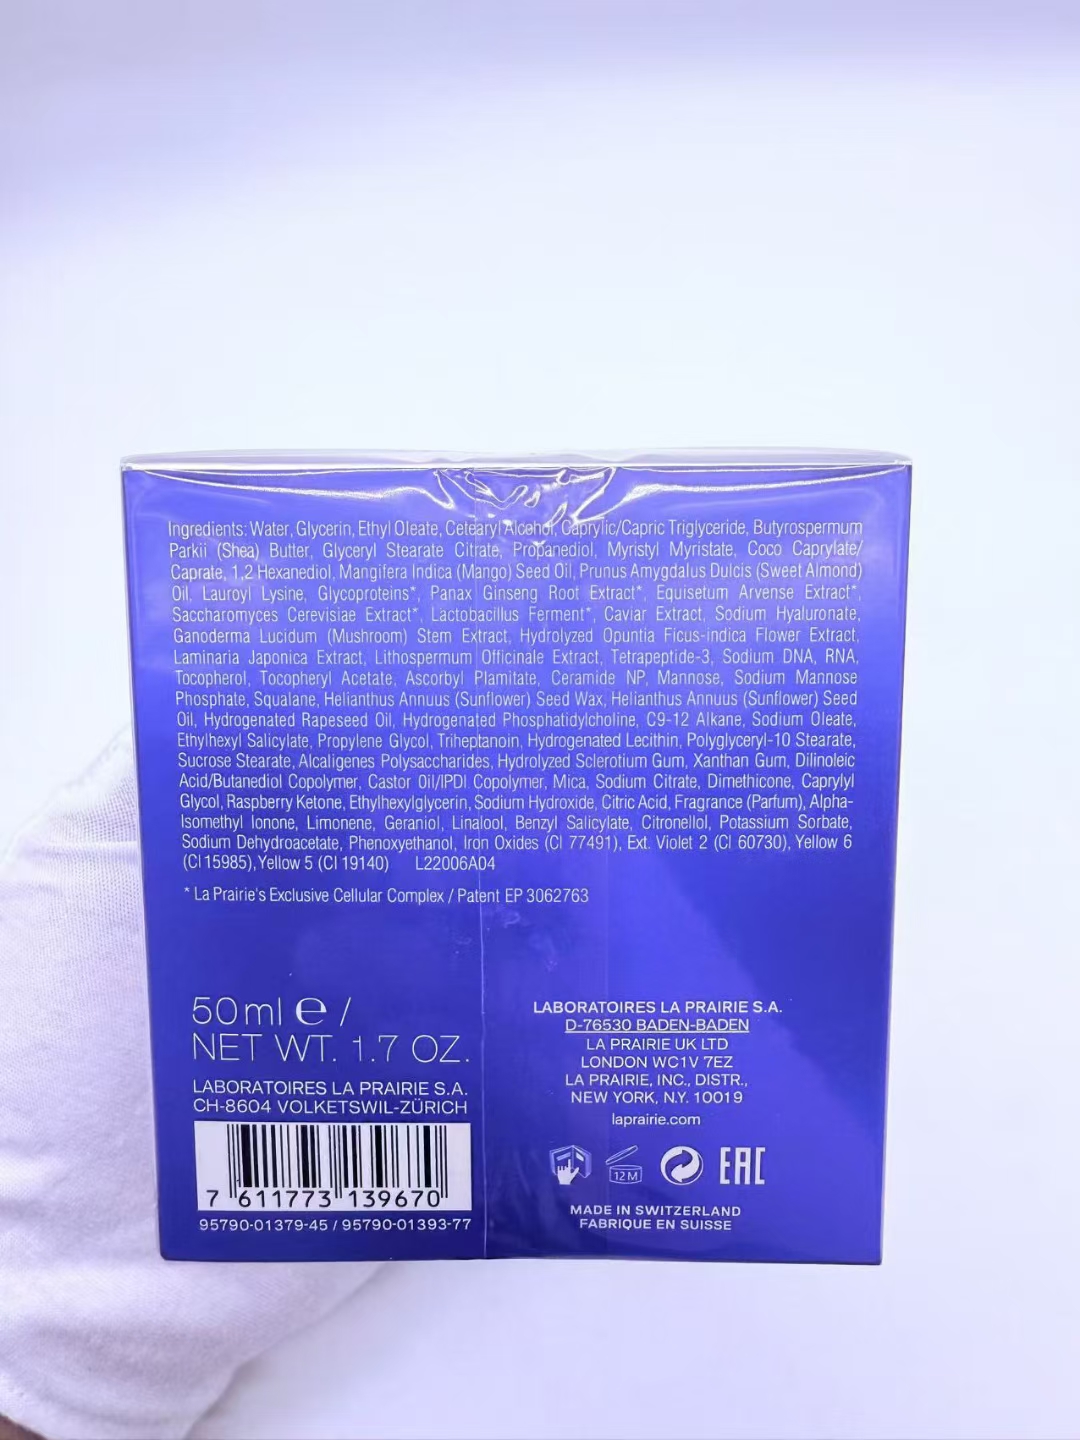 Ingredients: Water, Glycerin, Ethyl Oleate, Cetearyl Alcohol, Caprylic/Capric Triglyceride, Butyrospermum
Parkii (Shea) Butter, Glyceryl Stearate Citrate, Propanediol, Myristyl Myristate, Coco Caprylate/
Caprate, 1,2 Hexanediol, Mangifera Indica (Mango) Seed Oil, Prunus Amygdalus Dulcis (Sweet Almond)
Oil, Lauroyl Lysine, Glycoproteins*, Panax Ginseng Root Extract*, Equisetum Arvense Extract*,
Saccharomyces Cerevisiae Extract*, Lactobacillus Ferment*, Caviar Extract, Sodium Hyaluronate,
Ganoderma Lucidum (Mushroom) Stem Extract, Hydrolyzed Opuntia Ficus-indica Flower Extract,
Laminaria Japonica Extract, Lithospermum Officinale Extract, Tetrapeptide-3, Sodium DNA, RNA,
Tocopherol, Tocopheryl Acetate, Ascorbyl Plamitate, Ceramide NP, Mannose, Sodium Mannose
Phosphate, Squalane, Helianthus Annuus (Sunflower) Seed Wax, Helianthus Annuus (Sunflower) Seed
Oil, Hydrogenated Rapeseed Oil, Hydrogenated Phosphatidylcholine, C9-12 Alkane, Sodium Oleate,
Ethylhexyl Salicylate, Propylene Glycol, Triheptanoin, Hydrogenated Lecithin, Polyglyceryl-10 Stearate,
Sucrose Stearate, Alcaligenes Polysaccharides, Hydrolyzed Sclerotium Gum, Xanthan Gum, Dilinoleic
Acid/Butanediol Copolymer, Castor Oil/IPDI Copolymer, Mica, Sodium Citrate, Dimethicone, Caprylyl
Glycol, Raspberry Ketone, Ethylhexylglycerin, Sodium Hydroxide, Citric Acid, Fragrance (Parfum), Alpha-
Isomethyl Ionone, Limonene, Geraniol, Linalool, Benzyl Salicylate, Citronellol, Potassium Sorbate,
Sodium Dehydroacetate, Phenoxyethanol, Iron Oxides (CI 77491), Ext. Violet 2 (CI 60730), Yellow 6
(CI 15985), Yellow 5 (CI 19140) L22006A04
* La Prairie's Exclusive Cellular Complex / Patent EP 3062763
50ml ℮ /
NET WT. 1.7 OZ.
LABORATOIRES LA PRAIRIE S.A.
CH-8604 VOLKETSWIL-ZÜRICH
7 611773 139670
95790-01379-45 / 95790-01393-77
LABORATOIRES LA PRAIRIE S.A.
D-76530 BADEN-BADEN
LA PRAIRIE UK LTD
LONDON WC1V 7EZ
LA PRAIRIE, INC., DISTR.,
NEW YORK, N.Y. 10019
laprairie.com
12M
EAC
MADE IN SWITZERLAND
FABRIQUE EN SUISSE